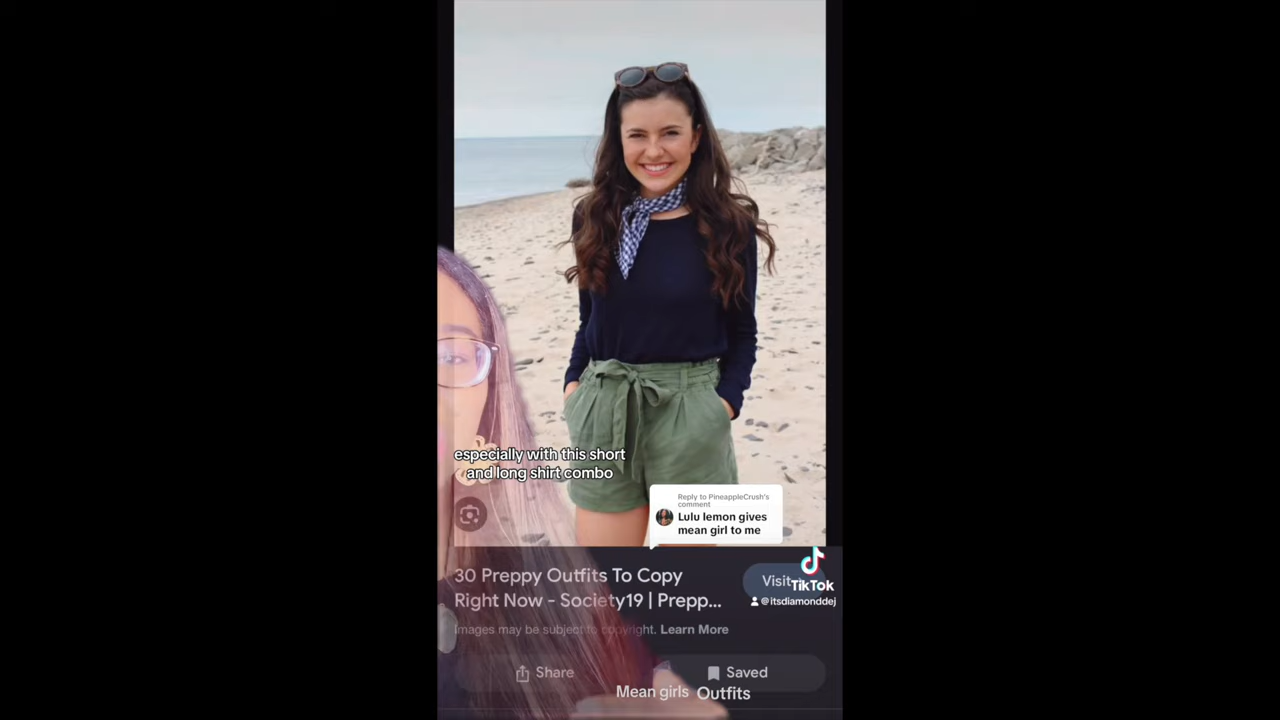 especially with this short
and long shirt combo
Reply to PineappleCrush's
comment
Lulu lemon gives
mean girl to me
30 Preppy Outfits To Copy
Right Now - Society19 | Prepp...
Visit
TikTok
@itsdiamonddej
Images may be subject to copyright. Learn More
Share
Saved
Mean girls Outfits